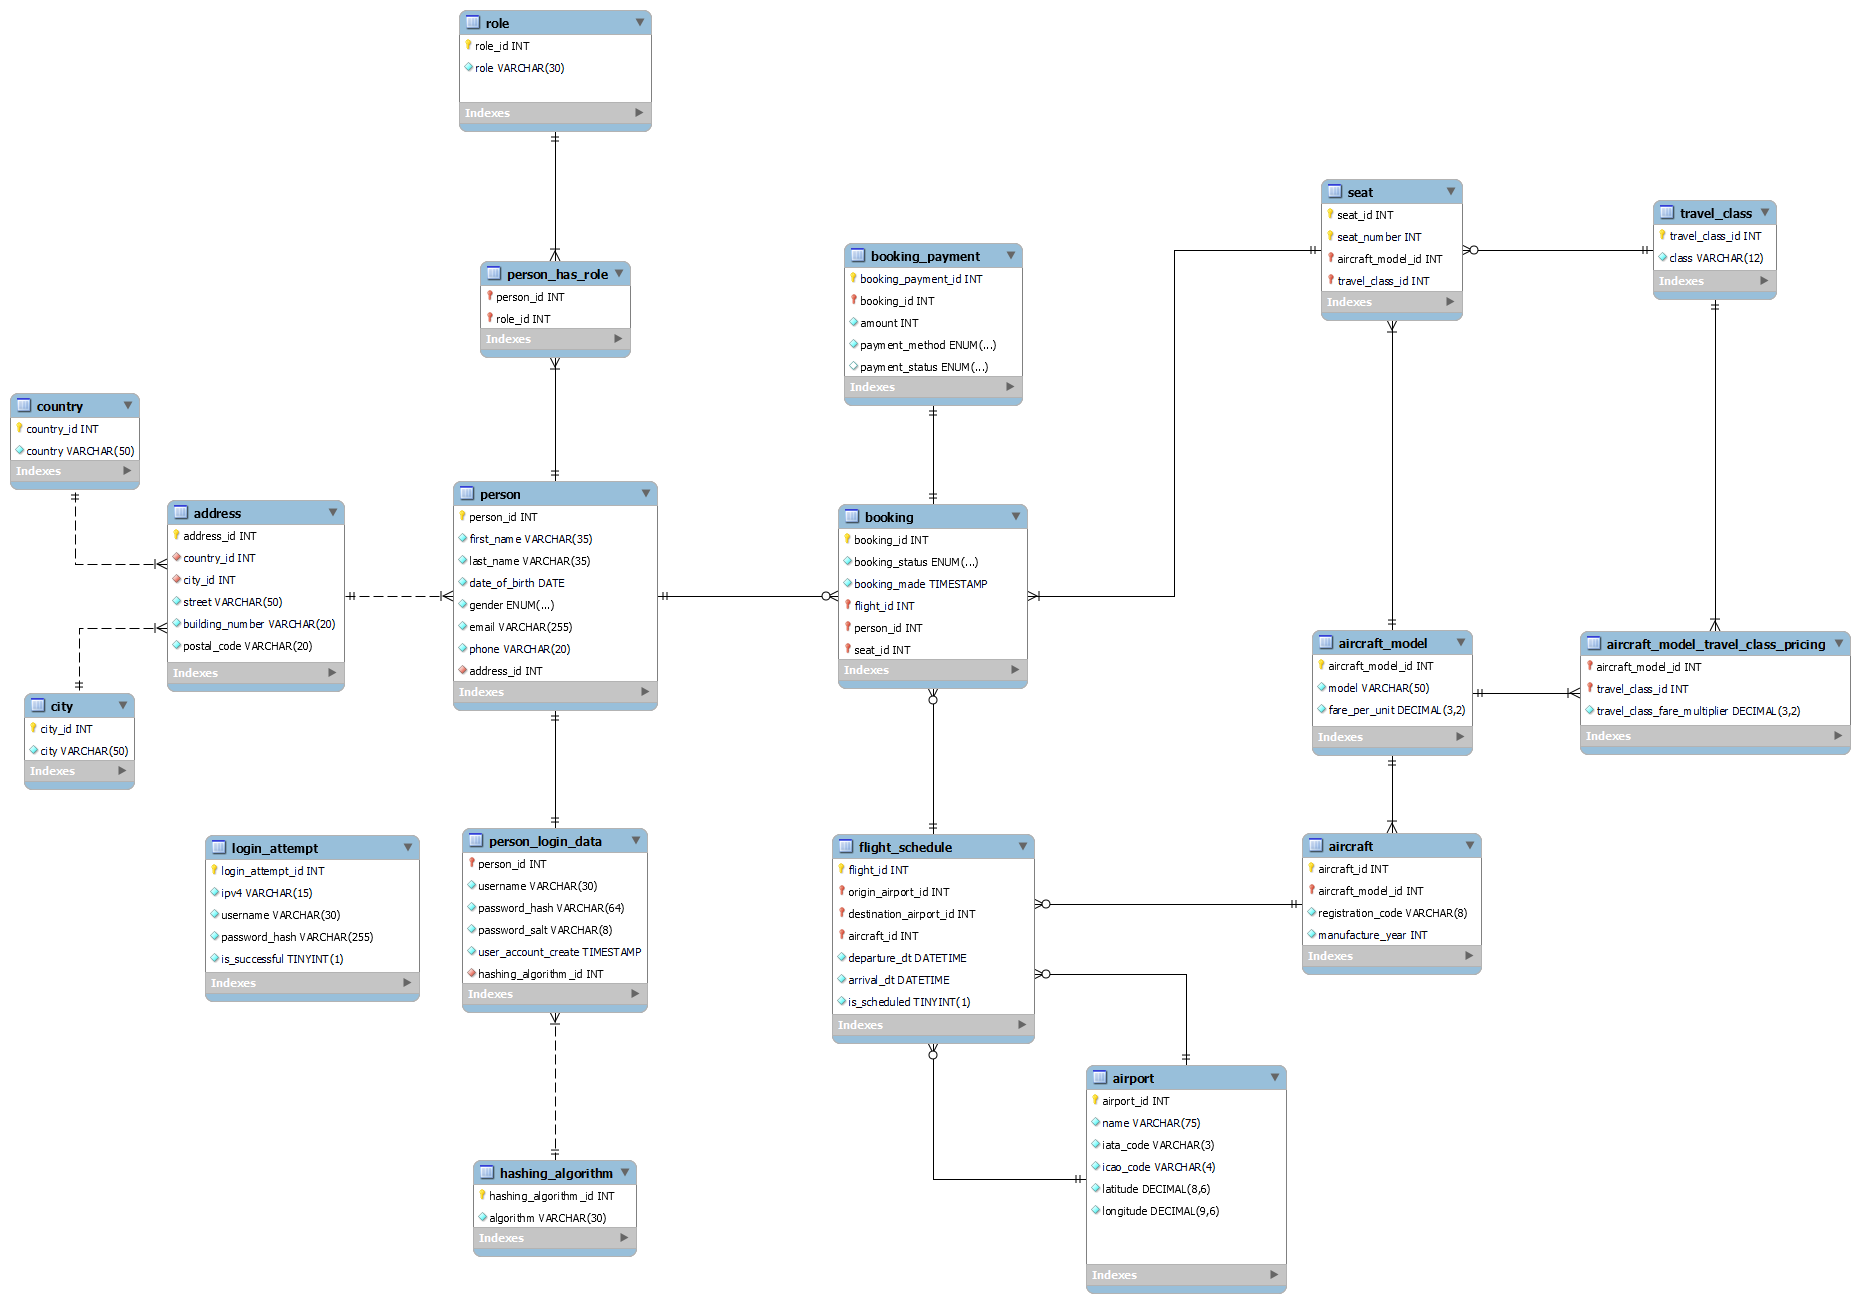 role
role_id INT
role VARCHAR(30)
Indexes
person_has_role
person_id INT
role_id INT
Indexes
country
country_id INT
country VARCHAR(50)
Indexes
address
address_id INT
country_id INT
city_id INT
street VARCHAR(50)
building_number VARCHAR(20)
postal_code VARCHAR(20)
Indexes
city
city_id INT
city VARCHAR(50)
Indexes
person
person_id INT
first_name VARCHAR(35)
last_name VARCHAR(35)
date_of_birth DATE
gender ENUM(...)
email VARCHAR(255)
phone VARCHAR(20)
address_id INT
Indexes
login_attempt
login_attempt_id INT
ipv4 VARCHAR(15)
username VARCHAR(30)
password_hash VARCHAR(255)
is_successful TINYINT(1)
Indexes
person_login_data
person_id INT
username VARCHAR(30)
password_hash VARCHAR(64)
password_salt VARCHAR(8)
user_account_create TIMESTAMP
hashing_algorithm_id INT
Indexes
hashing_algorithm
hashing_algorithm_id INT
algorithm VARCHAR(30)
Indexes
booking_payment
booking_payment_id INT
booking_id INT
amount INT
payment_method ENUM(...)
payment_status ENUM(...)
Indexes
booking
booking_id INT
booking_status ENUM(...)
booking_made TIMESTAMP
flight_id INT
person_id INT
seat_id INT
Indexes
flight_schedule
flight_id INT
origin_airport_id INT
destination_airport_id INT
aircraft_id INT
departure_dt DATETIME
arrival_dt DATETIME
is_scheduled TINYINT(1)
Indexes
airport
airport_id INT
name VARCHAR(75)
iata_code VARCHAR(3)
icao_code VARCHAR(4)
latitude DECIMAL(8,6)
longitude DECIMAL(9,6)
Indexes
seat
seat_id INT
seat_number INT
aircraft_model_id INT
travel_class_id INT
Indexes
travel_class
travel_class_id INT
class VARCHAR(12)
Indexes
aircraft_model
aircraft_model_id INT
model VARCHAR(50)
fare_per_unit DECIMAL(3,2)
Indexes
aircraft_model_travel_class_pricing
aircraft_model_id INT
travel_class_id INT
travel_class_fare_multiplier DECIMAL(3,2)
Indexes
aircraft
aircraft_id INT
aircraft_model_id INT
registration_code VARCHAR(8)
manufacture_year INT
Indexes